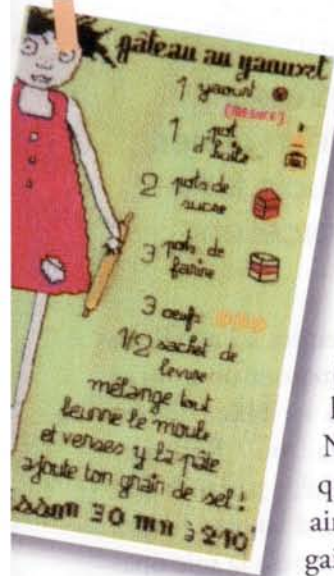 gâteau au yaourt
1 yaourt
1 pot
d'huile
2 pots de
sucre
3 pots de
farine
3 oeufs
1/2 sachet de
levure
mélange tout
beurre le moule
et verses y la pâte
ajoute ton grain de sel!
isson 30 mn à 210°